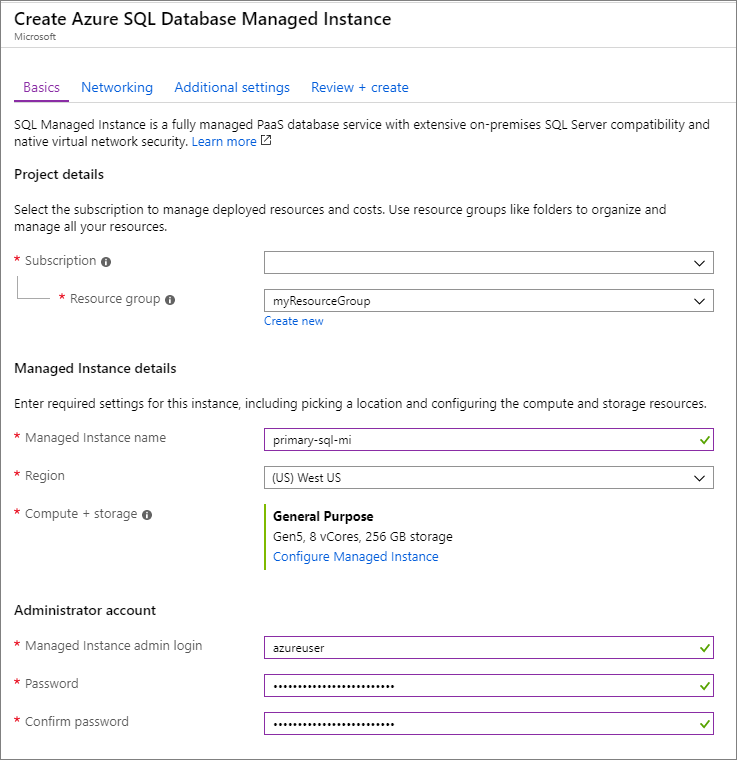 Create Azure SQL Database Managed Instance
Microsoft
Basics Networking Additional settings Review + create
SQL Managed Instance is a fully managed PaaS database service with extensive on-premises SQL Server compatibility and
native virtual network security. Learn more
Project details
Select the subscription to manage deployed resources and costs. Use resource groups like folders to organize and
manage all your resources.
* Subscription
* Resource group myResourceGroup
Create new
Managed Instance details
Enter required settings for this instance, including picking a location and configuring the compute and storage resources.
* Managed Instance name primary-sql-mi
* Region (US) West US
* Compute + storage General Purpose
Gen5, 8 vCores, 256 GB storage
Configure Managed Instance
Administrator account
* Managed Instance admin login azureuser
* Password •••••••••••••••••••••••••
* Confirm password •••••••••••••••••••••••••